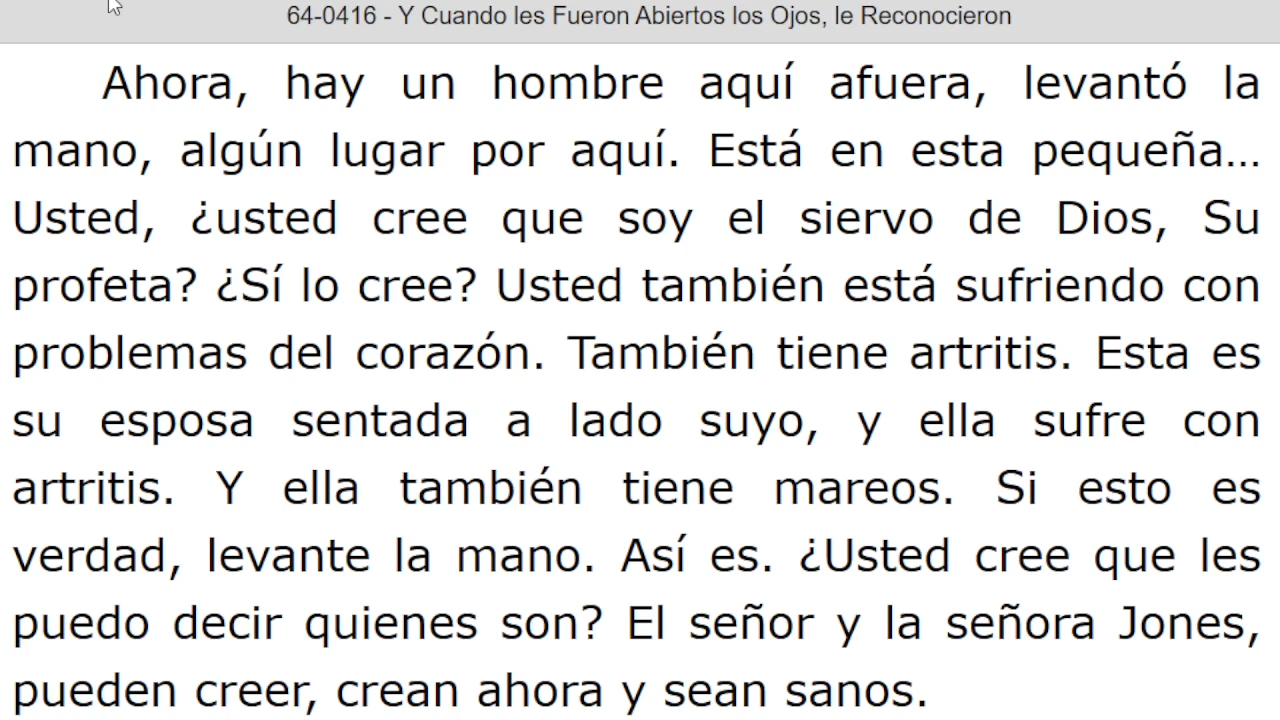 64-0416 - Y Cuando les Fueron Abiertos los Ojos, le Reconocieron
Ahora, hay un hombre aquí afuera, levantó la
mano, algún lugar por aquí. Está en esta pequeña...
Usted, ¿usted cree que soy el siervo de Dios, Su
profeta? ¿Sí lo cree? Usted también está sufriendo con
problemas del corazón. También tiene artritis. Esta es
su esposa sentada a lado suyo, y ella sufre con
artritis. Y ella también tiene mareos. Si esto es
verdad, levante la mano. Así es. ¿Usted cree que les
puedo decir quienes son? El señor y la señora Jones,
pueden creer, crean ahora y sean sanos.